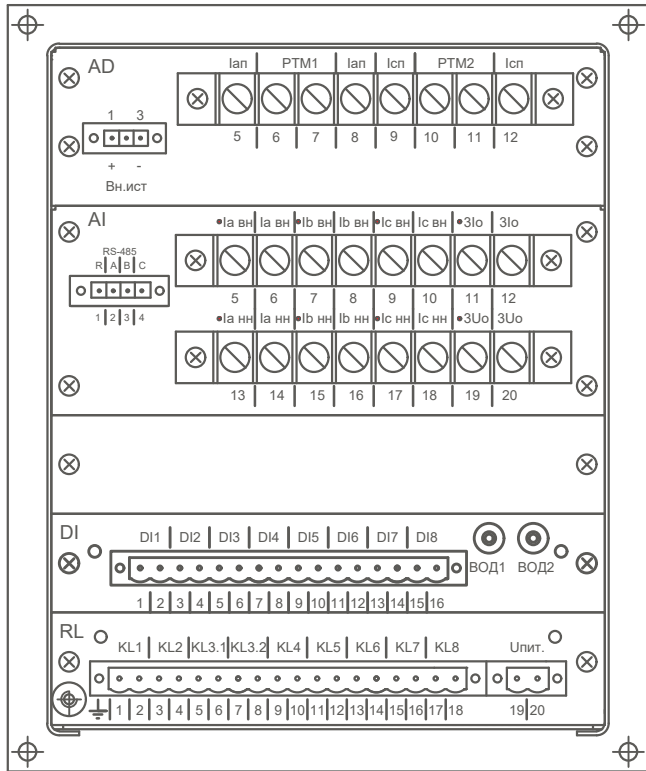 AD
Iап РТМ1 Iап Iсп РТМ2 Iсп
1 3
5 6 7 8 9 10 11 12
+ -
Вн.ист
AI
•Ia вн Ia вн •Ib вн Ib вн •Ic вн Ic вн •3Io 3Io
RS-485
R A B C
5 6 7 8 9 10 11 12
1 2 3 4
•Ia нн Ia нн •Ib нн Ib нн •Ic нн Ic нн •3Uo 3Uo
13 14 15 16 17 18 19 20
DI
DI1 DI2 DI3 DI4 DI5 DI6 DI7 DI8
ВОД1 ВОД2
1 2 3 4 5 6 7 8 9 10 11 12 13 14 15 16
RL
KL1 KL2 KL3.1 KL3.2 KL4 KL5 KL6 KL7 KL8 Uпит.
1 2 3 4 5 6 7 8 9 10 11 12 13 14 15 16 17 18 19 20